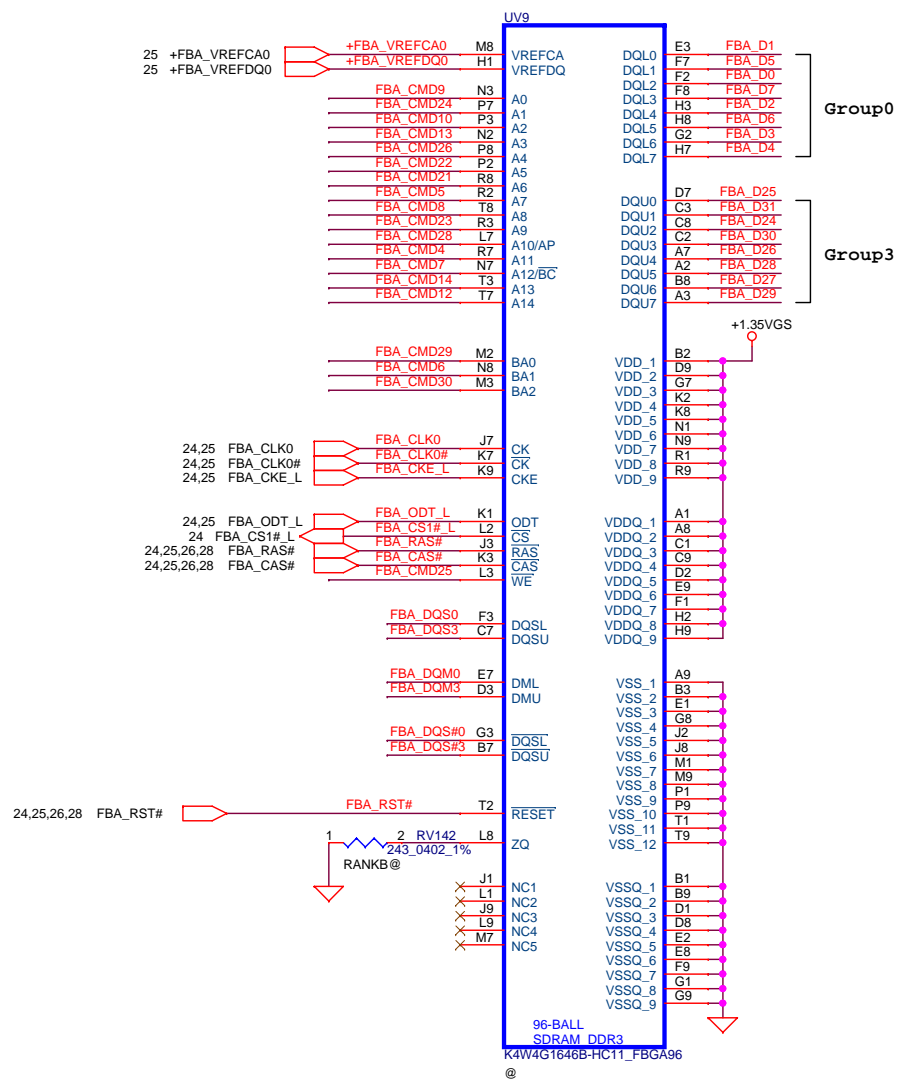 UV9
25 +FBA_VREFCA0 +FBA_VREFCA0 M8 VREFCA DQL0 E3 FBA_D1
25 +FBA_VREFDQ0 +FBA_VREFDQ0 H1 VREFDQ DQL1 F7 FBA_D5
DQL2 F2 FBA_D0
FBA_CMD9 N3 A0 DQL3 F8 FBA_D7
FBA_CMD24 P7 A1 DQL4 H3 FBA_D2
Group0
FBA_CMD10 P3 A2 DQL5 H8 FBA_D6
FBA_CMD13 N2 A3 DQL6 G2 FBA_D3
FBA_CMD26 P8 A4 DQL7 H7 FBA_D4
FBA_CMD22 P2 A5
FBA_CMD21 R8 A6
FBA_CMD5 R2 A7 DQU0 D7 FBA_D25
FBA_CMD8 T8 A8 DQU1 C3 FBA_D31
FBA_CMD23 R3 A9 DQU2 C8 FBA_D24
FBA_CMD28 L7 A10/AP DQU3 C2 FBA_D30
Group3
FBA_CMD4 R7 A11 DQU4 A7 FBA_D26
FBA_CMD7 N7 A12/BC DQU5 A2 FBA_D28
FBA_CMD14 T3 A13 DQU6 B8 FBA_D27
FBA_CMD12 T7 A14 DQU7 A3 FBA_D29
+1.35VGS
FBA_CMD29 M2 BA0 VDD_1 B2
FBA_CMD6 N8 BA1 VDD_2 D9
FBA_CMD30 M3 BA2 VDD_3 G7
VDD_4 K2
VDD_5 K8
VDD_6 N1
24,25 FBA_CLK0 FBA_CLK0 J7 CK VDD_7 N9
24,25 FBA_CLK0# FBA_CLK0# K7 CK VDD_8 R1
24,25 FBA_CKE_L FBA_CKE_L K9 CKE VDD_9 R9
24,25 FBA_ODT_L FBA_ODT_L K1 ODT VDDQ_1 A1
24 FBA_CS1#_L FBA_CS1#_L L2 CS VDDQ_2 A8
24,25,26,28 FBA_RAS# FBA_RAS# J3 RAS VDDQ_3 C1
24,25,26,28 FBA_CAS# FBA_CAS# K3 CAS VDDQ_4 C9
FBA_CMD25 L3 WE VDDQ_5 D2
VDDQ_6 E9
VDDQ_7 F1
FBA_DQS0 F3 DQSL VDDQ_8 H2
FBA_DQS3 C7 DQSU VDDQ_9 H9
FBA_DQM0 E7 DML VSS_1 A9
FBA_DQM3 D3 DMU VSS_2 B3
VSS_3 E1
VSS_4 G8
FBA_DQS#0 G3 DQSL VSS_5 J2
FBA_DQS#3 B7 DQSU VSS_6 J8
VSS_7 M1
VSS_8 M9
VSS_9 P1
24,25,26,28 FBA_RST# FBA_RST# T2 RESET VSS_10 P9
VSS_11 T1
1 2 RV142 L8 ZQ VSS_12 T9
243_0402_1%
RANKB@
J1 NC1 VSSQ_1 B1
L1 NC2 VSSQ_2 B9
J9 NC3 VSSQ_3 D1
L9 NC4 VSSQ_4 D8
M7 NC5 VSSQ_5 E2
VSSQ_6 E8
VSSQ_7 F9
VSSQ_8 G1
VSSQ_9 G9
96-BALL
SDRAM DDR3
K4W4G1646B-HC11_FBGA96
@